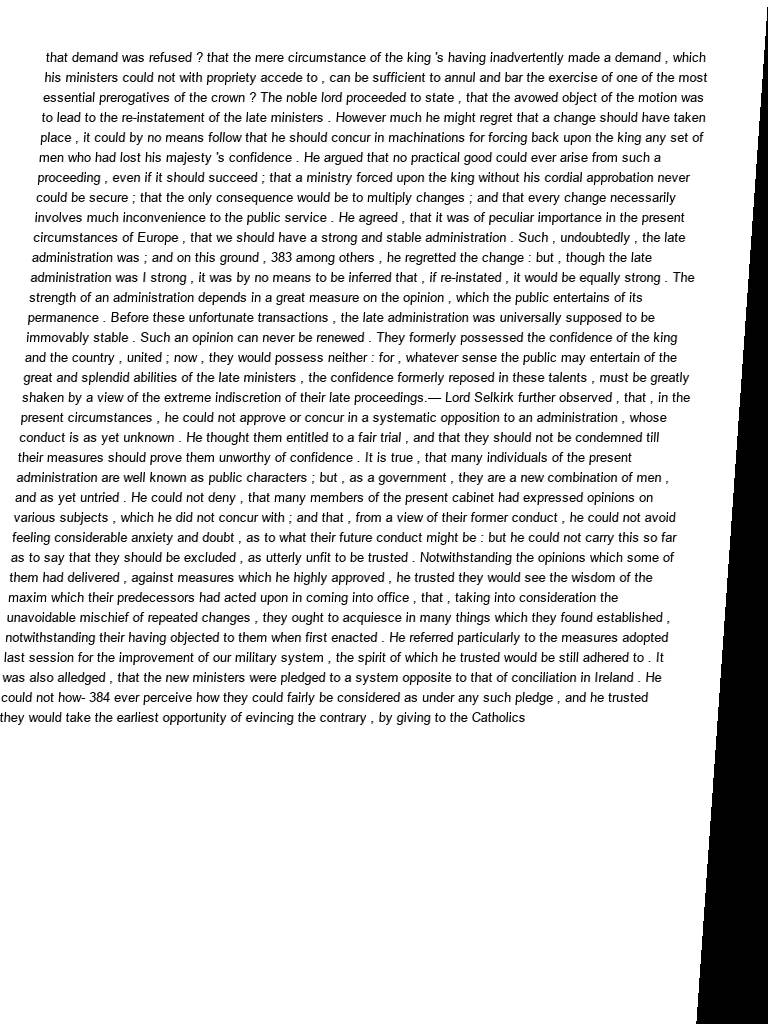 that demand was refused ? that the mere circumstance of the king 's having inadvertently made a demand , which
his ministers could not with propriety accede to , can be sufficient to annul and bar the exercise of one of the most
essential prerogatives of the crown ? The noble lord proceeded to state , that the avowed object of the motion was
to lead to the re-instatement of the late ministers . However much he might regret that a change should have taken
place , it could by no means follow that he should concur in machinations for forcing back upon the king any set of
men who had lost his majesty 's confidence . He argued that no practical good could ever arise from such a
proceeding , even if it should succeed ; that a ministry forced upon the king without his cordial approbation never
could be secure ; that the only consequence would be to multiply changes ; and that every change necessarily
involves much inconvenience to the public service . He agreed , that it was of peculiar importance in the present
circumstances of Europe , that we should have a strong and stable administration . Such , undoubtedly , the late
administration was ; and on this ground , 383 among others , he regretted the change : but , though the late
administration was I strong , it was by no means to be inferred that , if re-instated , it would be equally strong . The
strength of an administration depends in a great measure on the opinion , which the public entertains of its
permanence . Before these unfortunate transactions , the late administration was universally supposed to be
immovably stable . Such an opinion can never be renewed . They formerly possessed the confidence of the king
and the country , united ; now , they would possess neither : for , whatever sense the public may entertain of the
great and splendid abilities of the late ministers , the confidence formerly reposed in these talents , must be greatly
shaken by a view of the extreme indiscretion of their late proceedings.— Lord Selkirk further observed , that , in the
present circumstances , he could not approve or concur in a systematic opposition to an administration , whose
conduct is as yet unknown . He thought them entitled to a fair trial , and that they should not be condemned till
their measures should prove them unworthy of confidence . It is true , that many individuals of the present
administration are well known as public characters ; but , as a government , they are a new combination of men ,
and as yet untried . He could not deny , that many members of the present cabinet had expressed opinions on
various subjects , which he did not concur with ; and that , from a view of their former conduct , he could not avoid
feeling considerable anxiety and doubt , as to what their future conduct might be : but he could not carry this so far
as to say that they should be excluded , as utterly unfit to be trusted . Notwithstanding the opinions which some of
them had delivered , against measures which he highly approved , he trusted they would see the wisdom of the
maxim which their predecessors had acted upon in coming into office , that , taking into consideration the
unavoidable mischief of repeated changes , they ought to acquiesce in many things which they found established ,
notwithstanding their having objected to them when first enacted . He referred particularly to the measures adopted
last session for the improvement of our military system , the spirit of which he trusted would be still adhered to . It
was also alledged , that the new ministers were pledged to a system opposite to that of conciliation in Ireland . He
could not how- 384 ever perceive how they could fairly be considered as under any such pledge , and he trusted
they would take the earliest opportunity of evincing the contrary , by giving to the Catholics